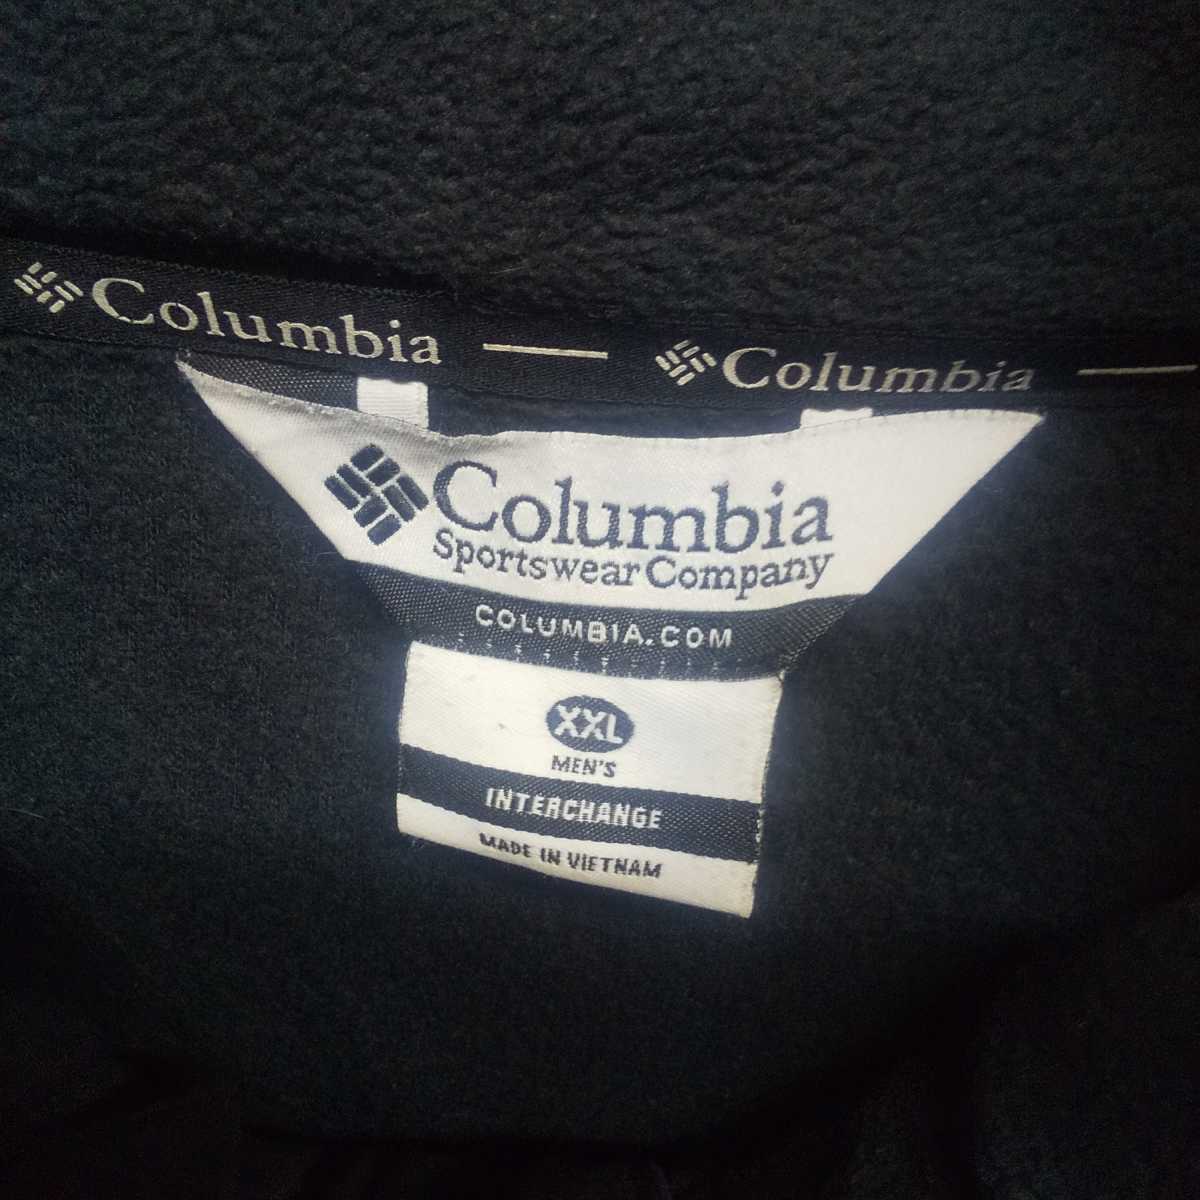 Columbia — Columbia —
Columbia
Sportswear Company
COLUMBIA.COM
XXL
MEN'S
INTERCHANGE
MADE IN VIETNAM